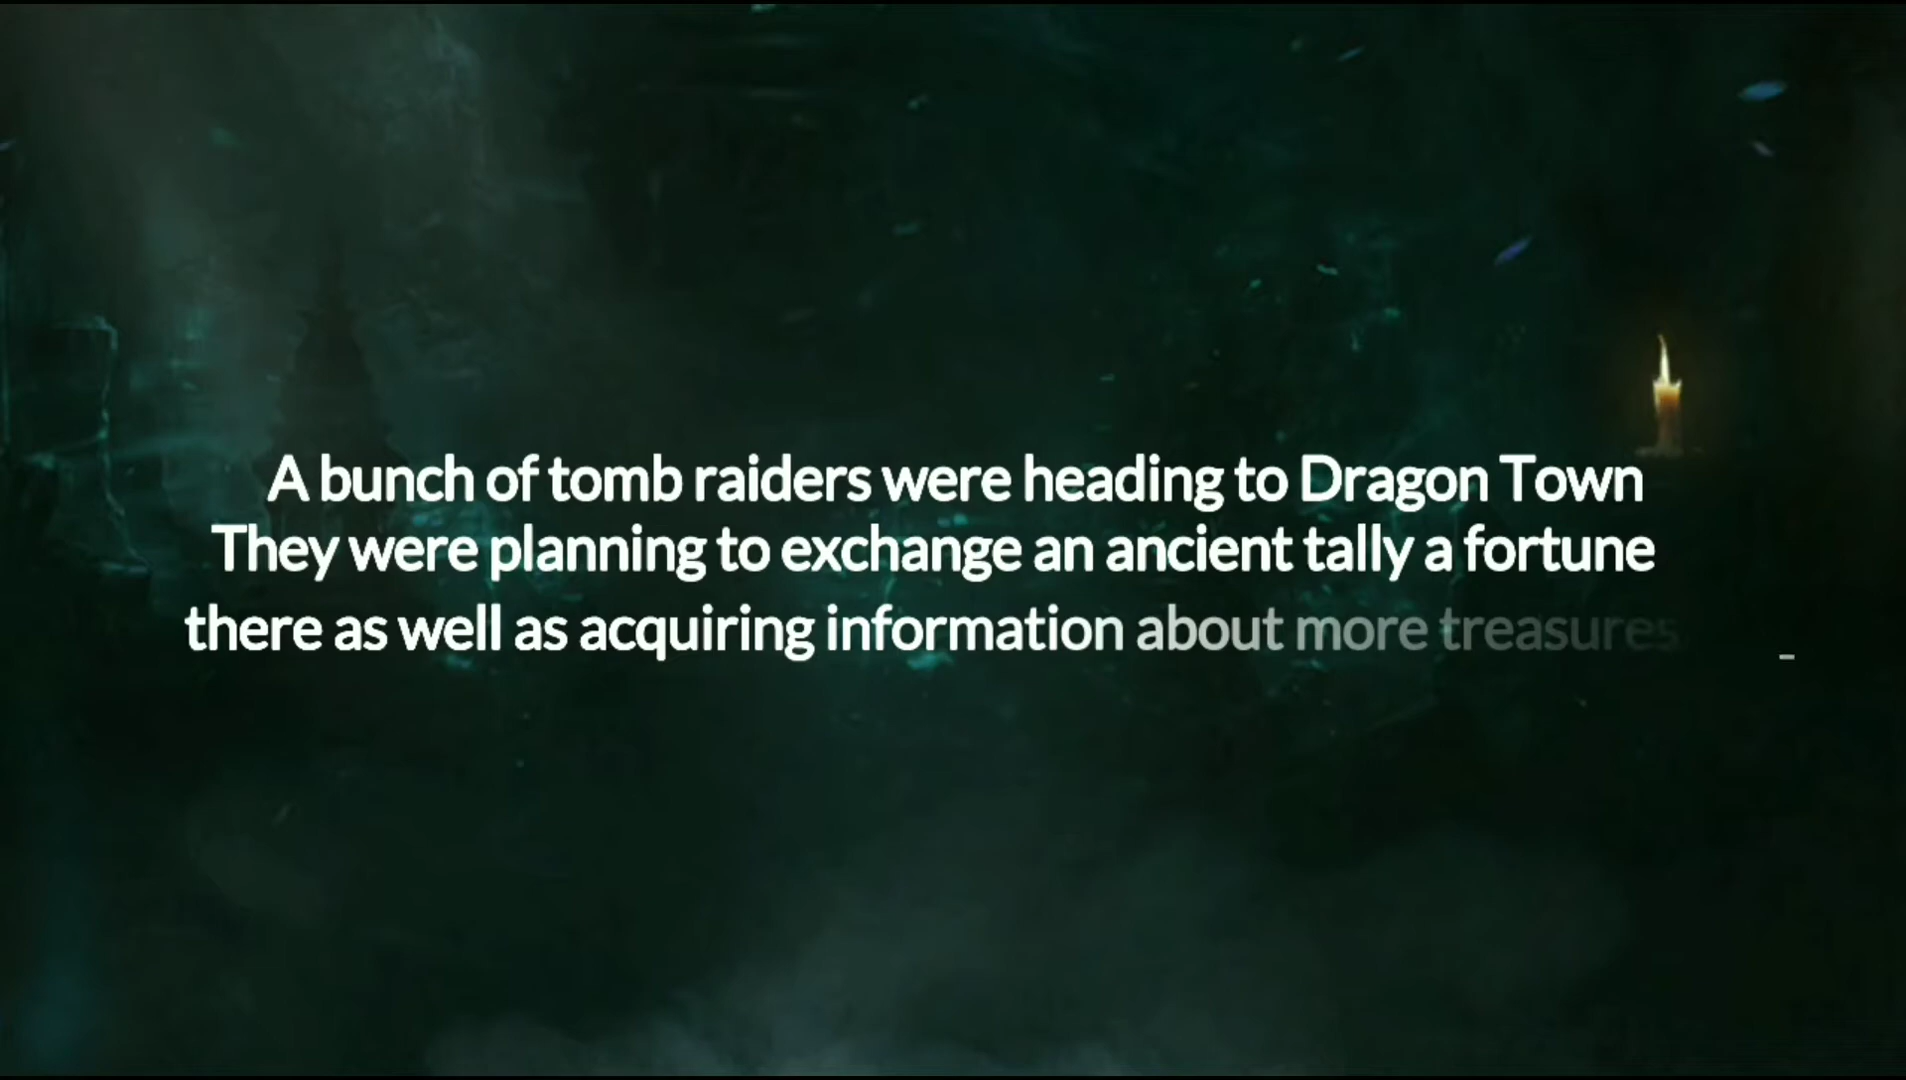 A bunch of tomb raiders were heading to Dragon Town
They were planning to exchange an ancient tally a fortune
there as well as acquiring information about more treasures